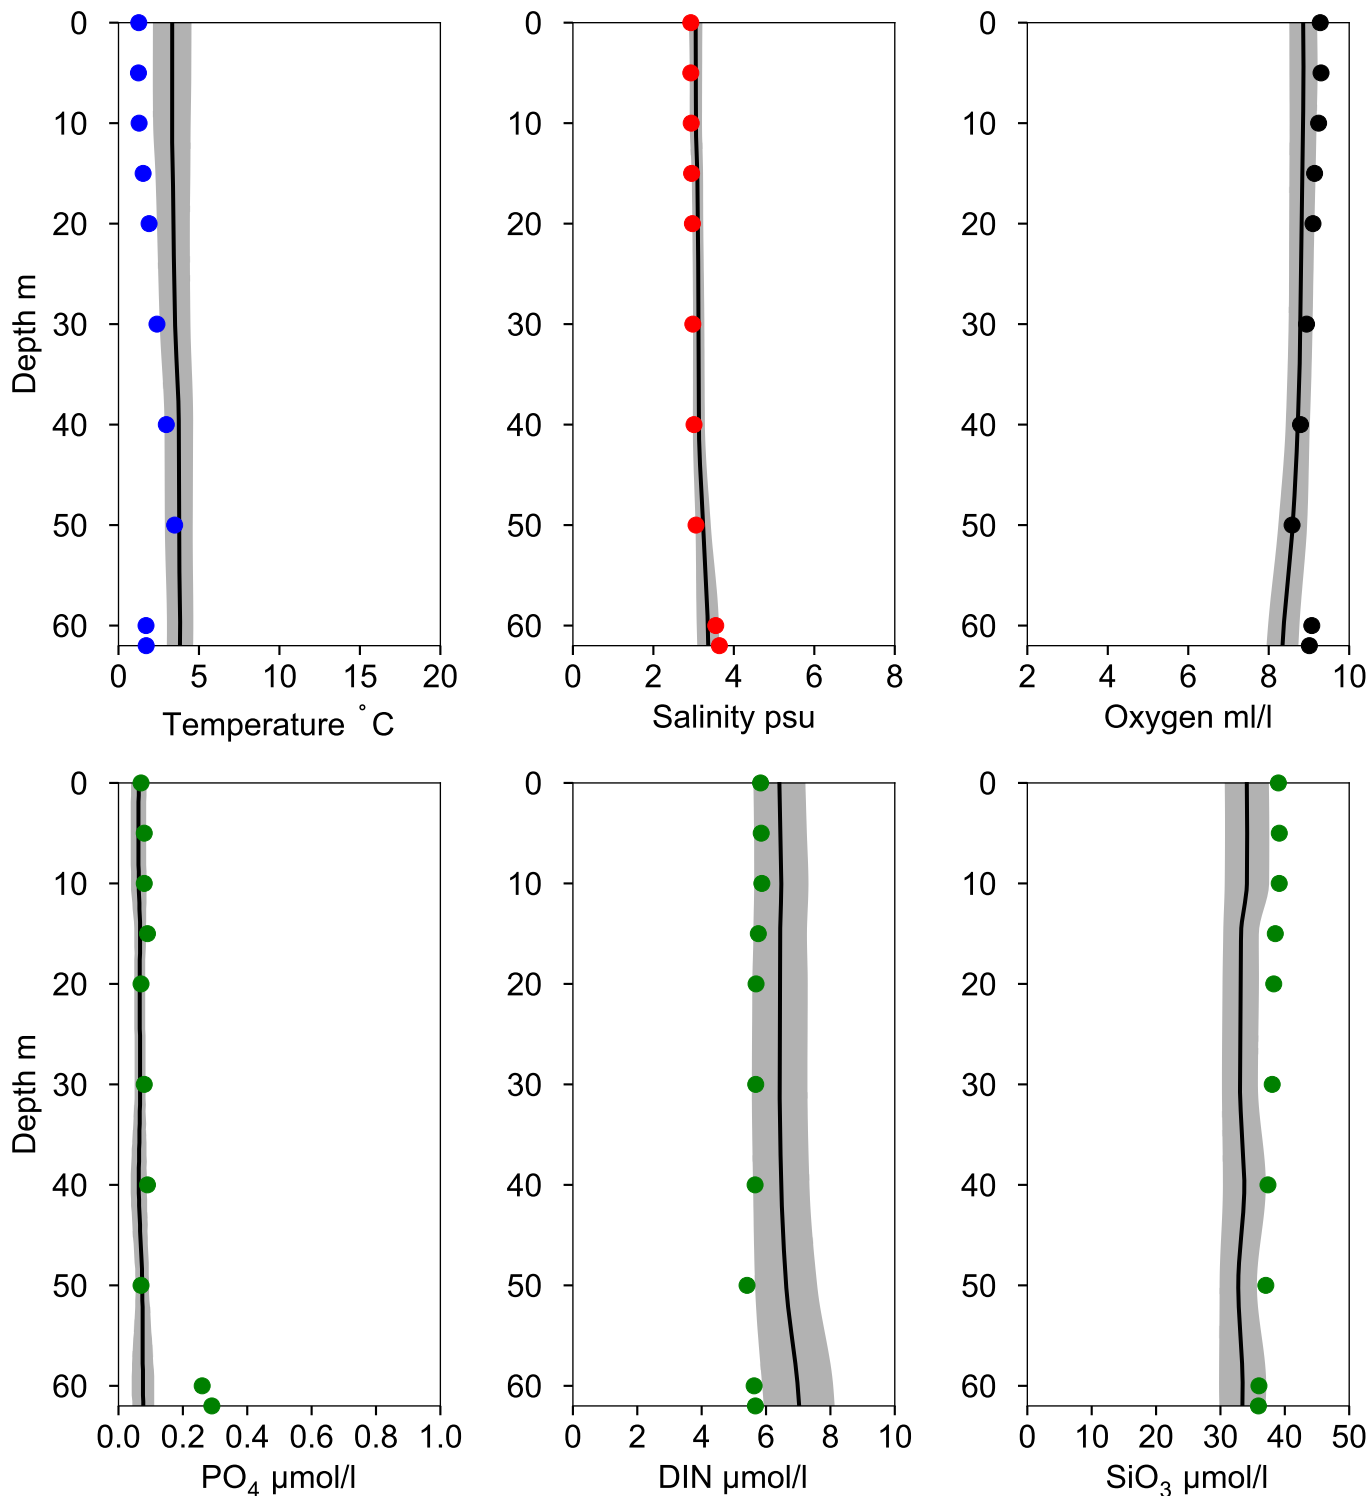 0 0 0
10 10 10
20 20 20
30 30 30
40 40 40
50 50 50
60 60 60
Depth m
0 5 10 15 20 0 2 4 6 8 2 4 6 8 10
Temperature ° C Salinity psu Oxygen ml/l
0 0 0
10 10 10
20 20 20
30 30 30
40 40 40
50 50 50
60 60 60
Depth m
0.0 0.2 0.4 0.6 0.8 1.0 0 2 4 6 8 10 0 10 20 30 40 50
PO₄ μmol/l DIN μmol/l SiO₃ μmol/l